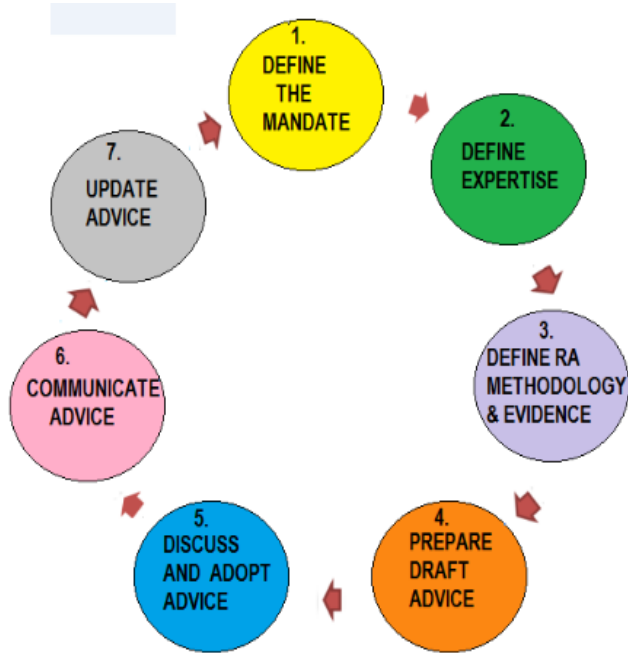 1.
DEFINE
THE
MANDATE
2.
DEFINE
EXPERTISE
3.
DEFINE RA
METHODOLOGY
& EVIDENCE
4.
PREPARE
DRAFT
ADVICE
5.
DISCUSS
AND ADOPT
ADVICE
6.
COMMUNICATE
ADVICE
7.
UPDATE
ADVICE